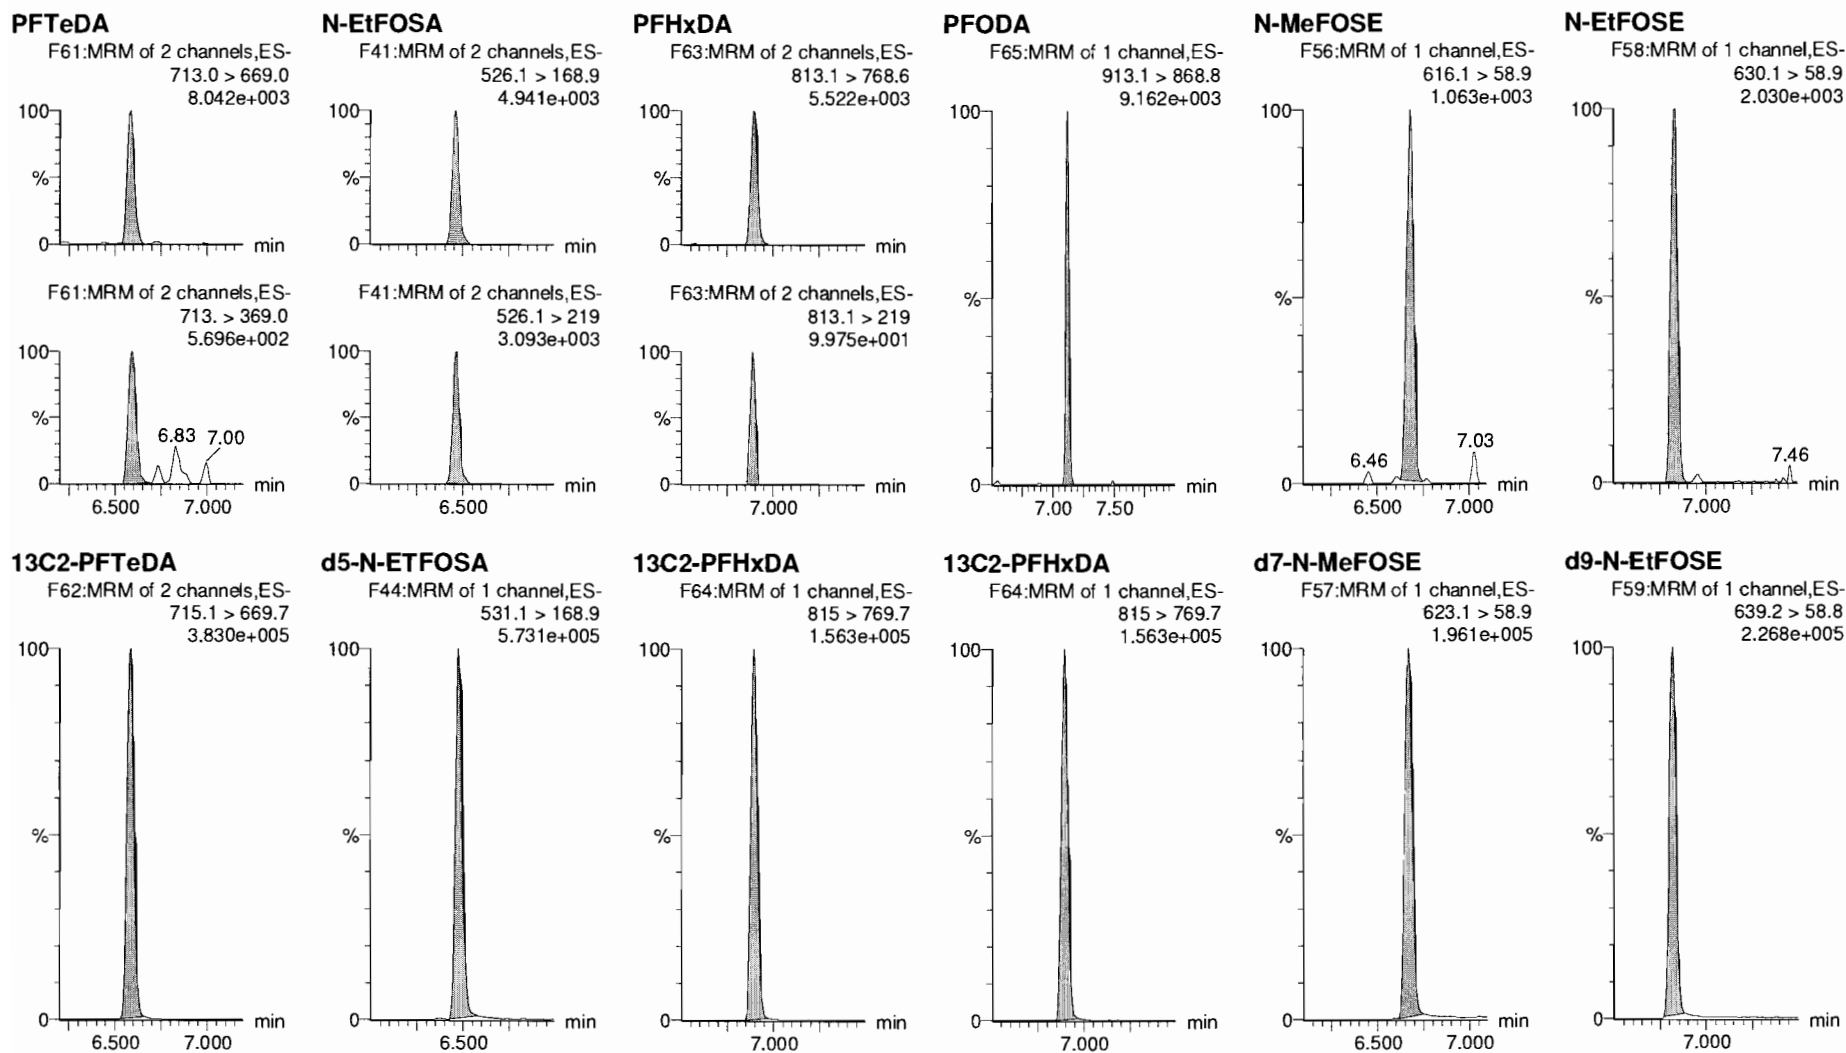 PFTeDA
F61:MRM of 2 channels,ES-
713.0 > 669.0
8.042e+003
100
%
0
min
F61:MRM of 2 channels,ES-
713. > 369.0
5.696e+002
100
%
6.83
7.00
0
min
6.500 7.000
N-EtFOSA
F41:MRM of 2 channels,ES-
526.1 > 168.9
4.941e+003
100
%
0
min
F41:MRM of 2 channels,ES-
526.1 > 219
3.093e+003
100
%
0
min
6.500
PFHxDA
F63:MRM of 2 channels,ES-
813.1 > 768.6
5.522e+003
100
%
0
min
F63:MRM of 2 channels,ES-
813.1 > 219
9.975e+001
100
%
0
min
7.000
PFODA
F65:MRM of 1 channel,ES-
913.1 > 868.8
9.162e+003
100
%
0
min
7.00 7.50
N-MeFOSE
F56:MRM of 1 channel,ES-
616.1 > 58.9
1.063e+003
100
%
6.46
7.03
0
min
6.500 7.000
N-EtFOSE
F58:MRM of 1 channel,ES-
630.1 > 58.9
2.030e+003
100
%
7.46
0
min
7.000
13C2-PFTeDA
F62:MRM of 2 channels,ES-
715.1 > 669.7
3.830e+005
100
%
0
min
6.500 7.000
d5-N-ETFOSA
F44:MRM of 1 channel,ES-
531.1 > 168.9
5.731e+005
100
%
0
min
6.500
13C2-PFHxDA
F64:MRM of 1 channel,ES-
815 > 769.7
1.563e+005
100
%
0
min
7.000
13C2-PFHxDA
F64:MRM of 1 channel,ES-
815 > 769.7
1.563e+005
100
%
0
min
7.000
d7-N-MeFOSE
F57:MRM of 1 channel,ES-
623.1 > 58.9
1.961e+005
100
%
0
min
6.500 7.000
d9-N-EtFOSE
F59:MRM of 1 channel,ES-
639.2 > 58.8
2.268e+005
100
%
0
min
7.000